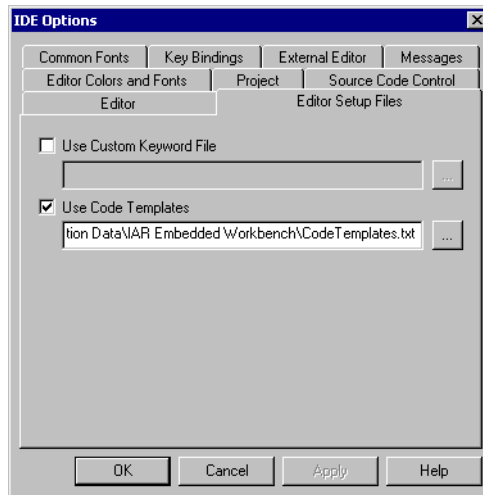 IDE Options
Common Fonts Key Bindings External Editor Messages
Editor Colors and Fonts Project Source Code Control
Editor Editor Setup Files
Use Custom Keyword File
...
Use Code Templates
tion Data\IAR Embedded Workbench\CodeTemplates.txt ...
OK Cancel Apply Help